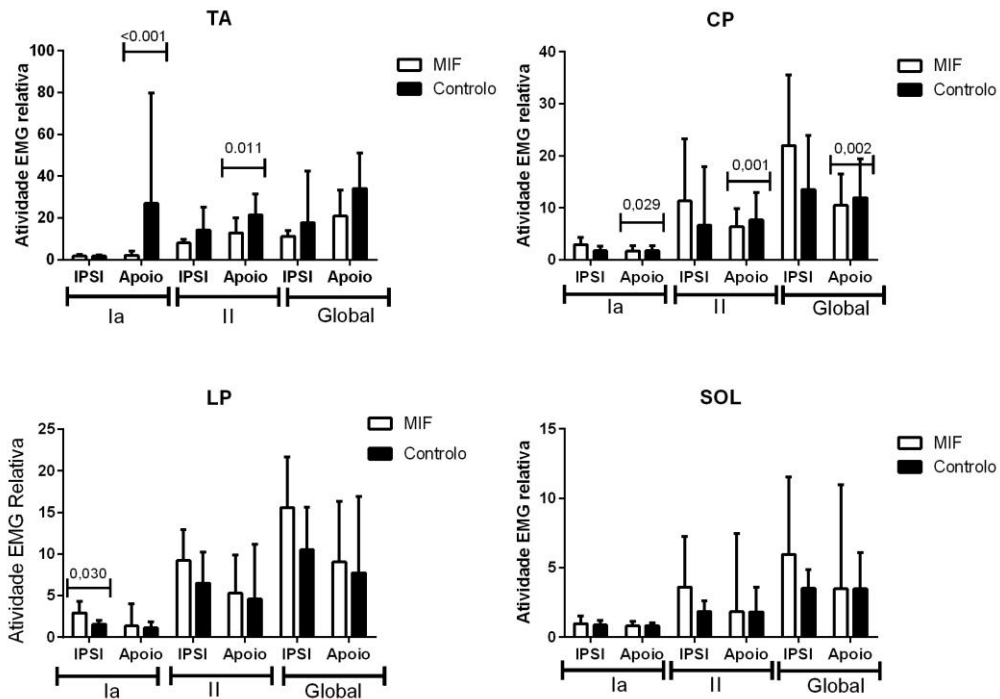 TA
<0.001
MIF
Controlo
0.011
Atividade EMG relativa
100
80
60
40
20
0
IPSI Apoio IPSI Apoio IPSI Apoio
Ia II Global
CP
MIF
Controlo
0,029
0,001
0,002
Atividade EMG relativa
40
30
20
10
0
IPSI Apoio IPSI Apoio IPSI Apoio
Ia II Global
LP
MIF
Controlo
0,030
Atividade EMG Relativa
25
20
15
10
5
0
IPSI Apoio IPSI Apoio IPSI Apoio
Ia II Global
SOL
MIF
Controlo
Atividade EMG relativa
15
10
5
0
IPSI Apoio IPSI Apoio IPSI Apoio
Ia II Global